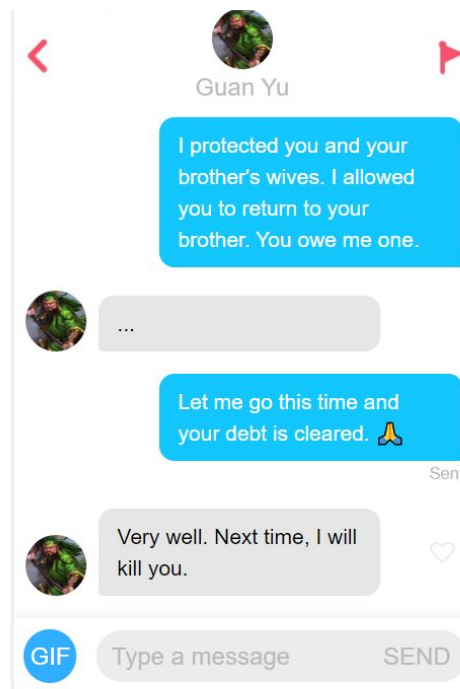 Guan Yu
I protected you and your
brother's wives. I allowed
you to return to your
brother. You owe me one.
...
Let me go this time and
your debt is cleared. 🙏
Sen
Very well. Next time, I will
kill you.
GIF
Type a message
SEND